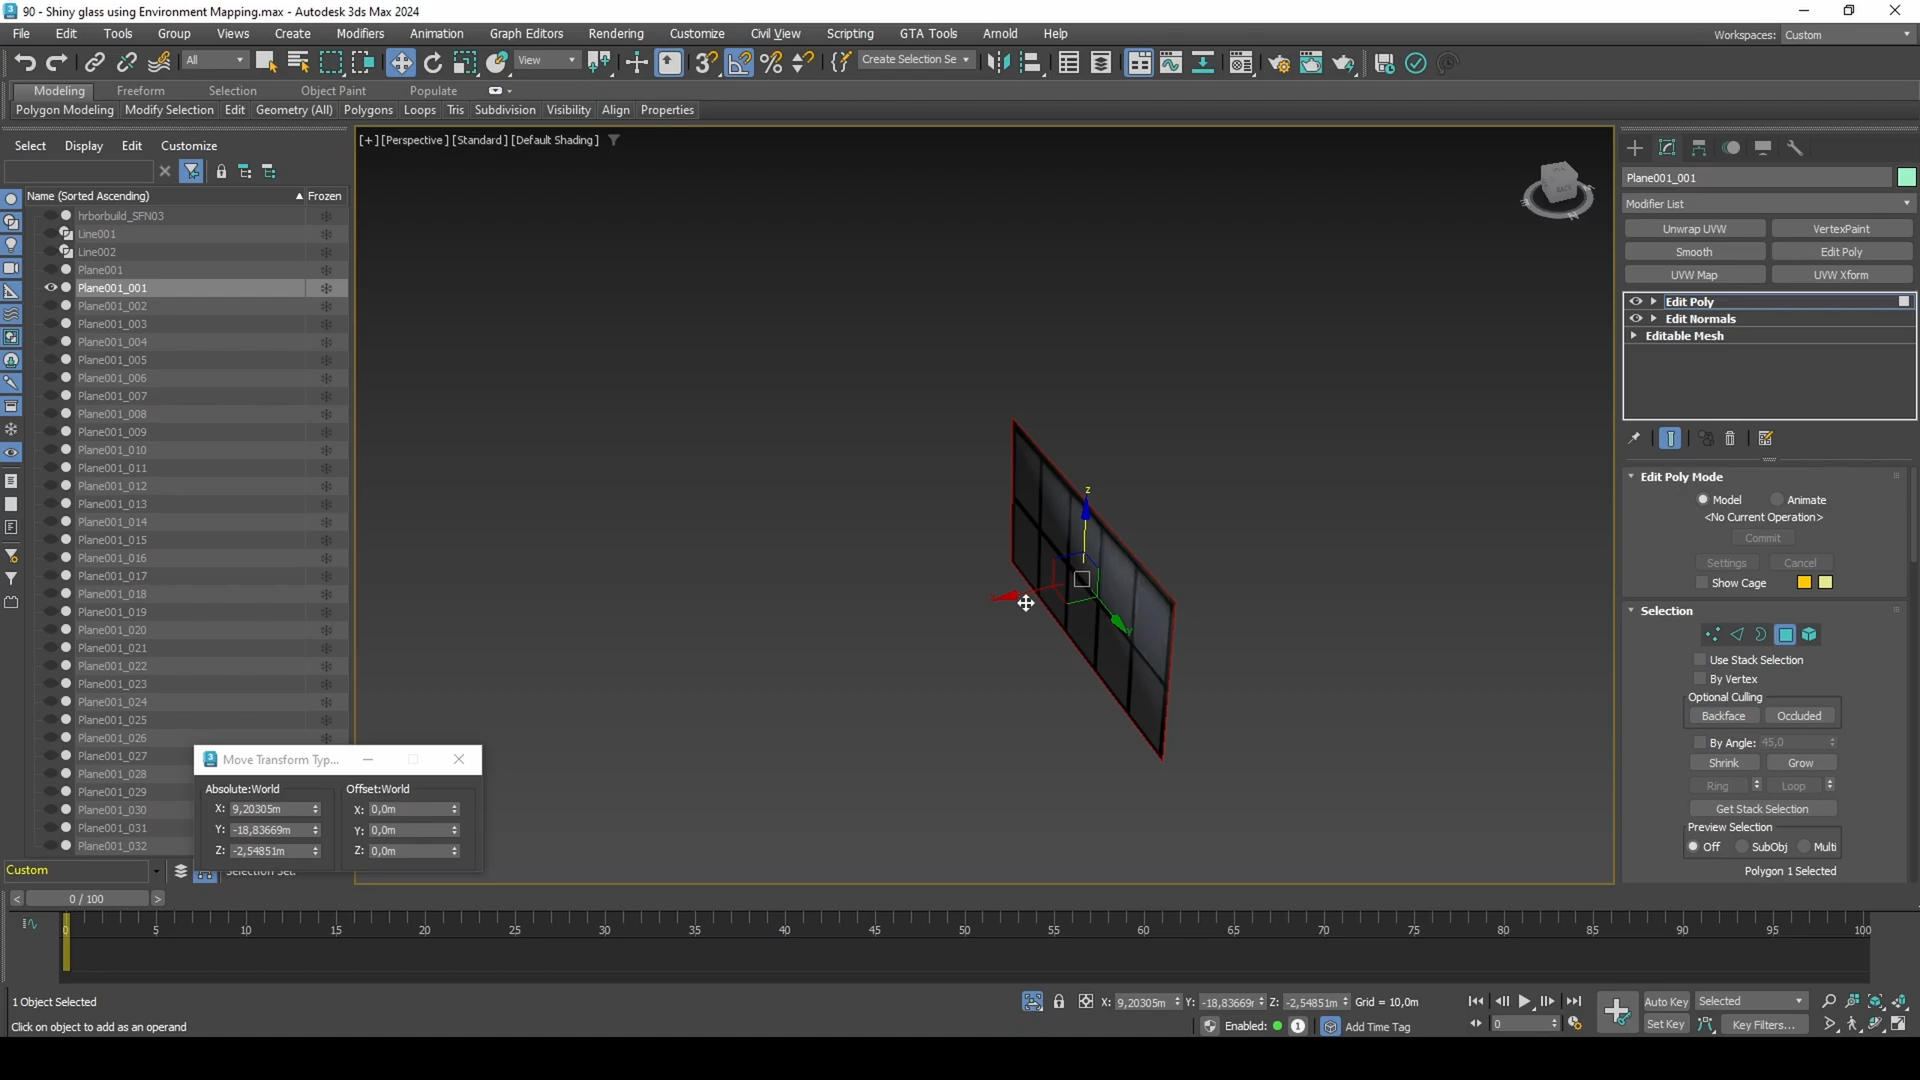 90 - Shiny glass using Environment Mapping.max - Autodesk 3ds Max 2024
File Edit Tools Group Views Create Modifiers Animation Graph Editors Rendering Customize Civil View Scripting GTA Tools Arnold Help
Workspaces: Custom
All View Create Selection Se
Modeling Freeform Selection Object Paint Populate
Polygon Modeling Modify Selection Edit Geometry (All) Polygons Loops Tris Subdivision Visibility Align Properties
Select Display Edit Customize
Name (Sorted Ascending) Frozen
hrborbuild_SFN03
Line001
Line002
Plane001
Plane001_001
Plane001_002
Plane001_003
Plane001_004
Plane001_005
Plane001_006
Plane001_007
Plane001_008
Plane001_009
Plane001_010
Plane001_011
Plane001_012
Plane001_013
Plane001_014
Plane001_015
Plane001_016
Plane001_017
Plane001_018
Plane001_019
Plane001_020
Plane001_021
Plane001_022
Plane001_023
Plane001_024
Plane001_025
Plane001_026
Plane001_027
Plane001_028
Plane001_029
Plane001_030
Plane001_031
Plane001_032
Move Transform Typ...
Absolute:World Offset:World
X: 9,20305m X: 0,0m
Y: -18,83669m Y: 0,0m
Z: -2,54851m Z: 0,0m
Custom
Selection Set:
[+] [Perspective] [Standard] [Default Shading]
BACK
z
x
y
Plane001_001
Modifier List
Unwrap UVW VertexPaint
Smooth Edit Poly
UVW Map UVW Xform
Edit Poly
Edit Normals
Editable Mesh
Edit Poly Mode
Model Animate
<No Current Operation>
Commit
Settings Cancel
Show Cage
Selection
Use Stack Selection
By Vertex
Optional Culling
Backface Occluded
By Angle: 45,0
Shrink Grow
Ring Loop
Get Stack Selection
Preview Selection
Off SubObj Multi
Polygon 1 Selected
< 0 / 100 >
0 5 10 15 20 25 30 35 40 45 50 55 60 65 70 75 80 85 90 95 100
1 Object Selected
Click on object to add as an operand
X: 9,20305m Y: -18,83669r Z: -2,54851m Grid = 10,0m
Enabled: 1 Add Time Tag
Auto Key Selected
0 Set Key Key Filters...